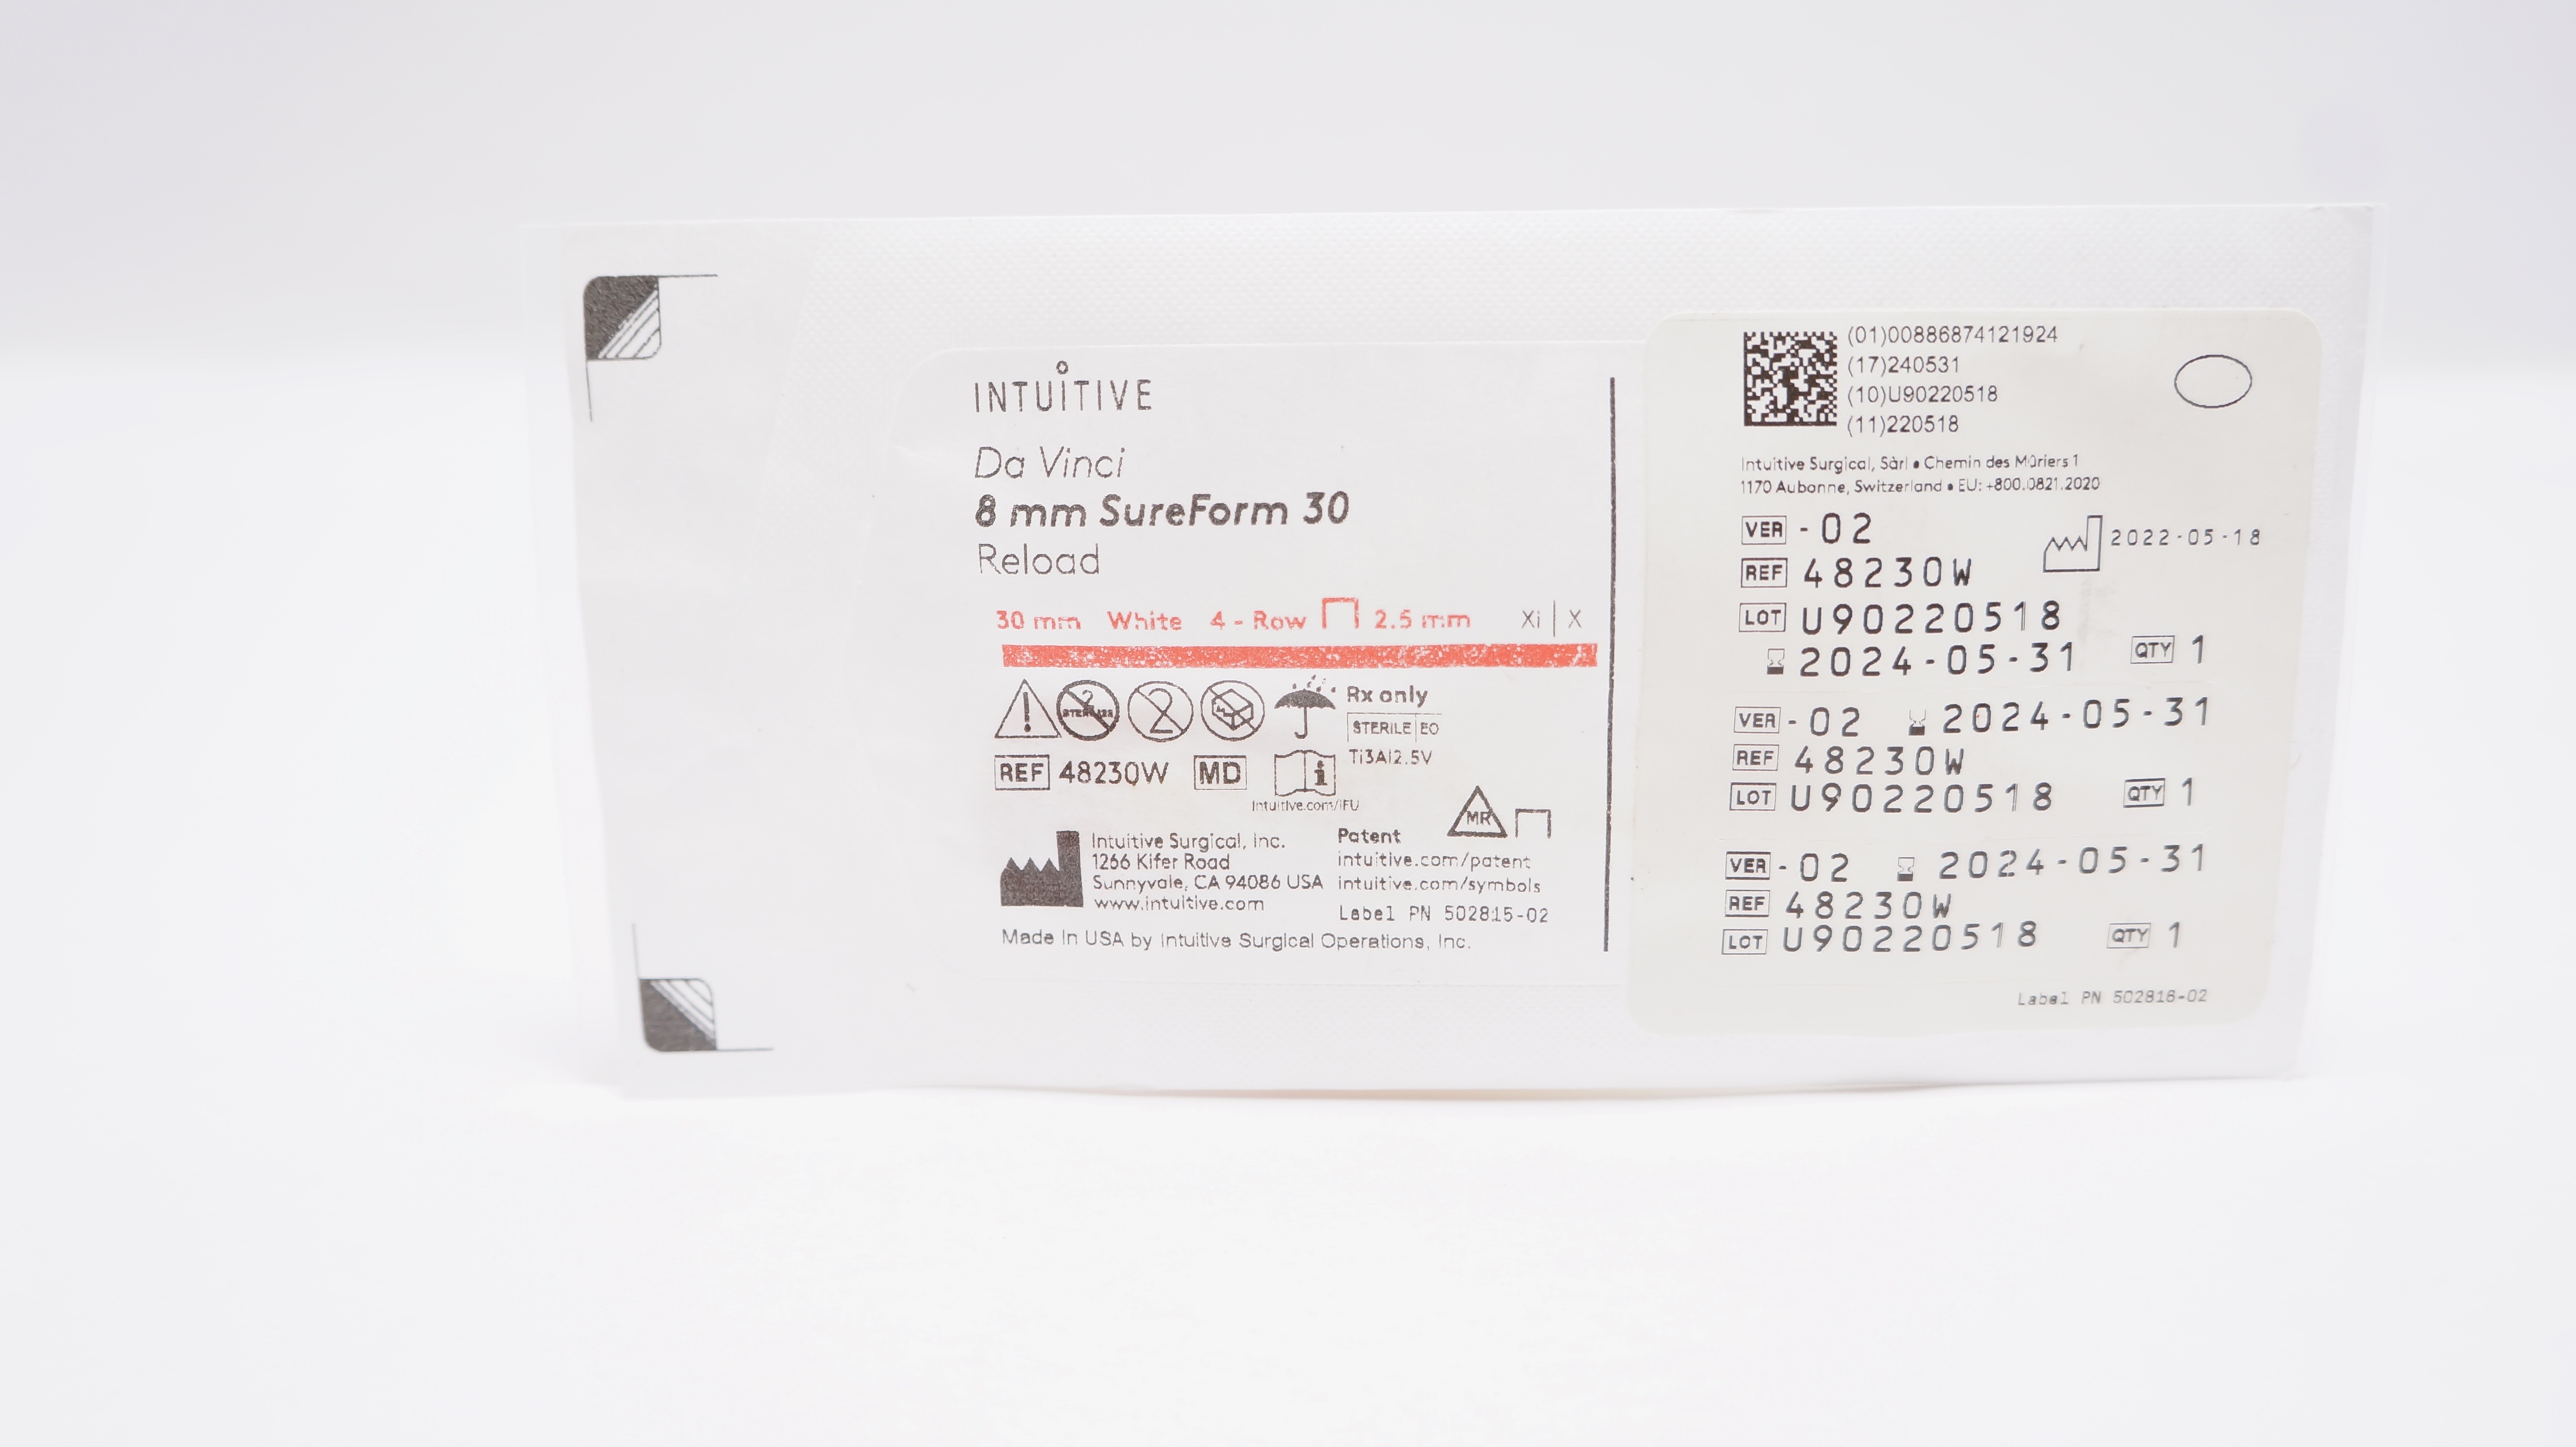 INTUITIVE
Da Vinci
8 mm SureForm 30
Reload
30 mm White 4 - Row 2.5 mm Xi | X
Rx only
STERILE EO
Ti3Al2.5V
REF 48230W MD
intuitive.com/IFU
MR
Intuitive Surgical, Inc.
1266 Kifer Road
Sunnyvale, CA 94086 USA
www.intuitive.com
Patent
intuitive.com/patent
intuitive.com/symbols
Label PN 502815-02
Made In USA by Intuitive Surgical Operations, Inc.
(01)00886874121924
(17)240531
(10)U90220518
(11)220518
Intuitive Surgical, Sàrl • Chemin des Mûriers 1
1170 Aubonne, Switzerland • EU: +800.0821.2020
VER -02
2022-05-18
REF 48230W
LOT U90220518
2024-05-31 QTY 1
VER -02 2024-05-31
REF 48230W
LOT U90220518 QTY 1
VER -02 2024-05-31
REF 48230W
LOT U90220518 QTY 1
Label PN 502816-02